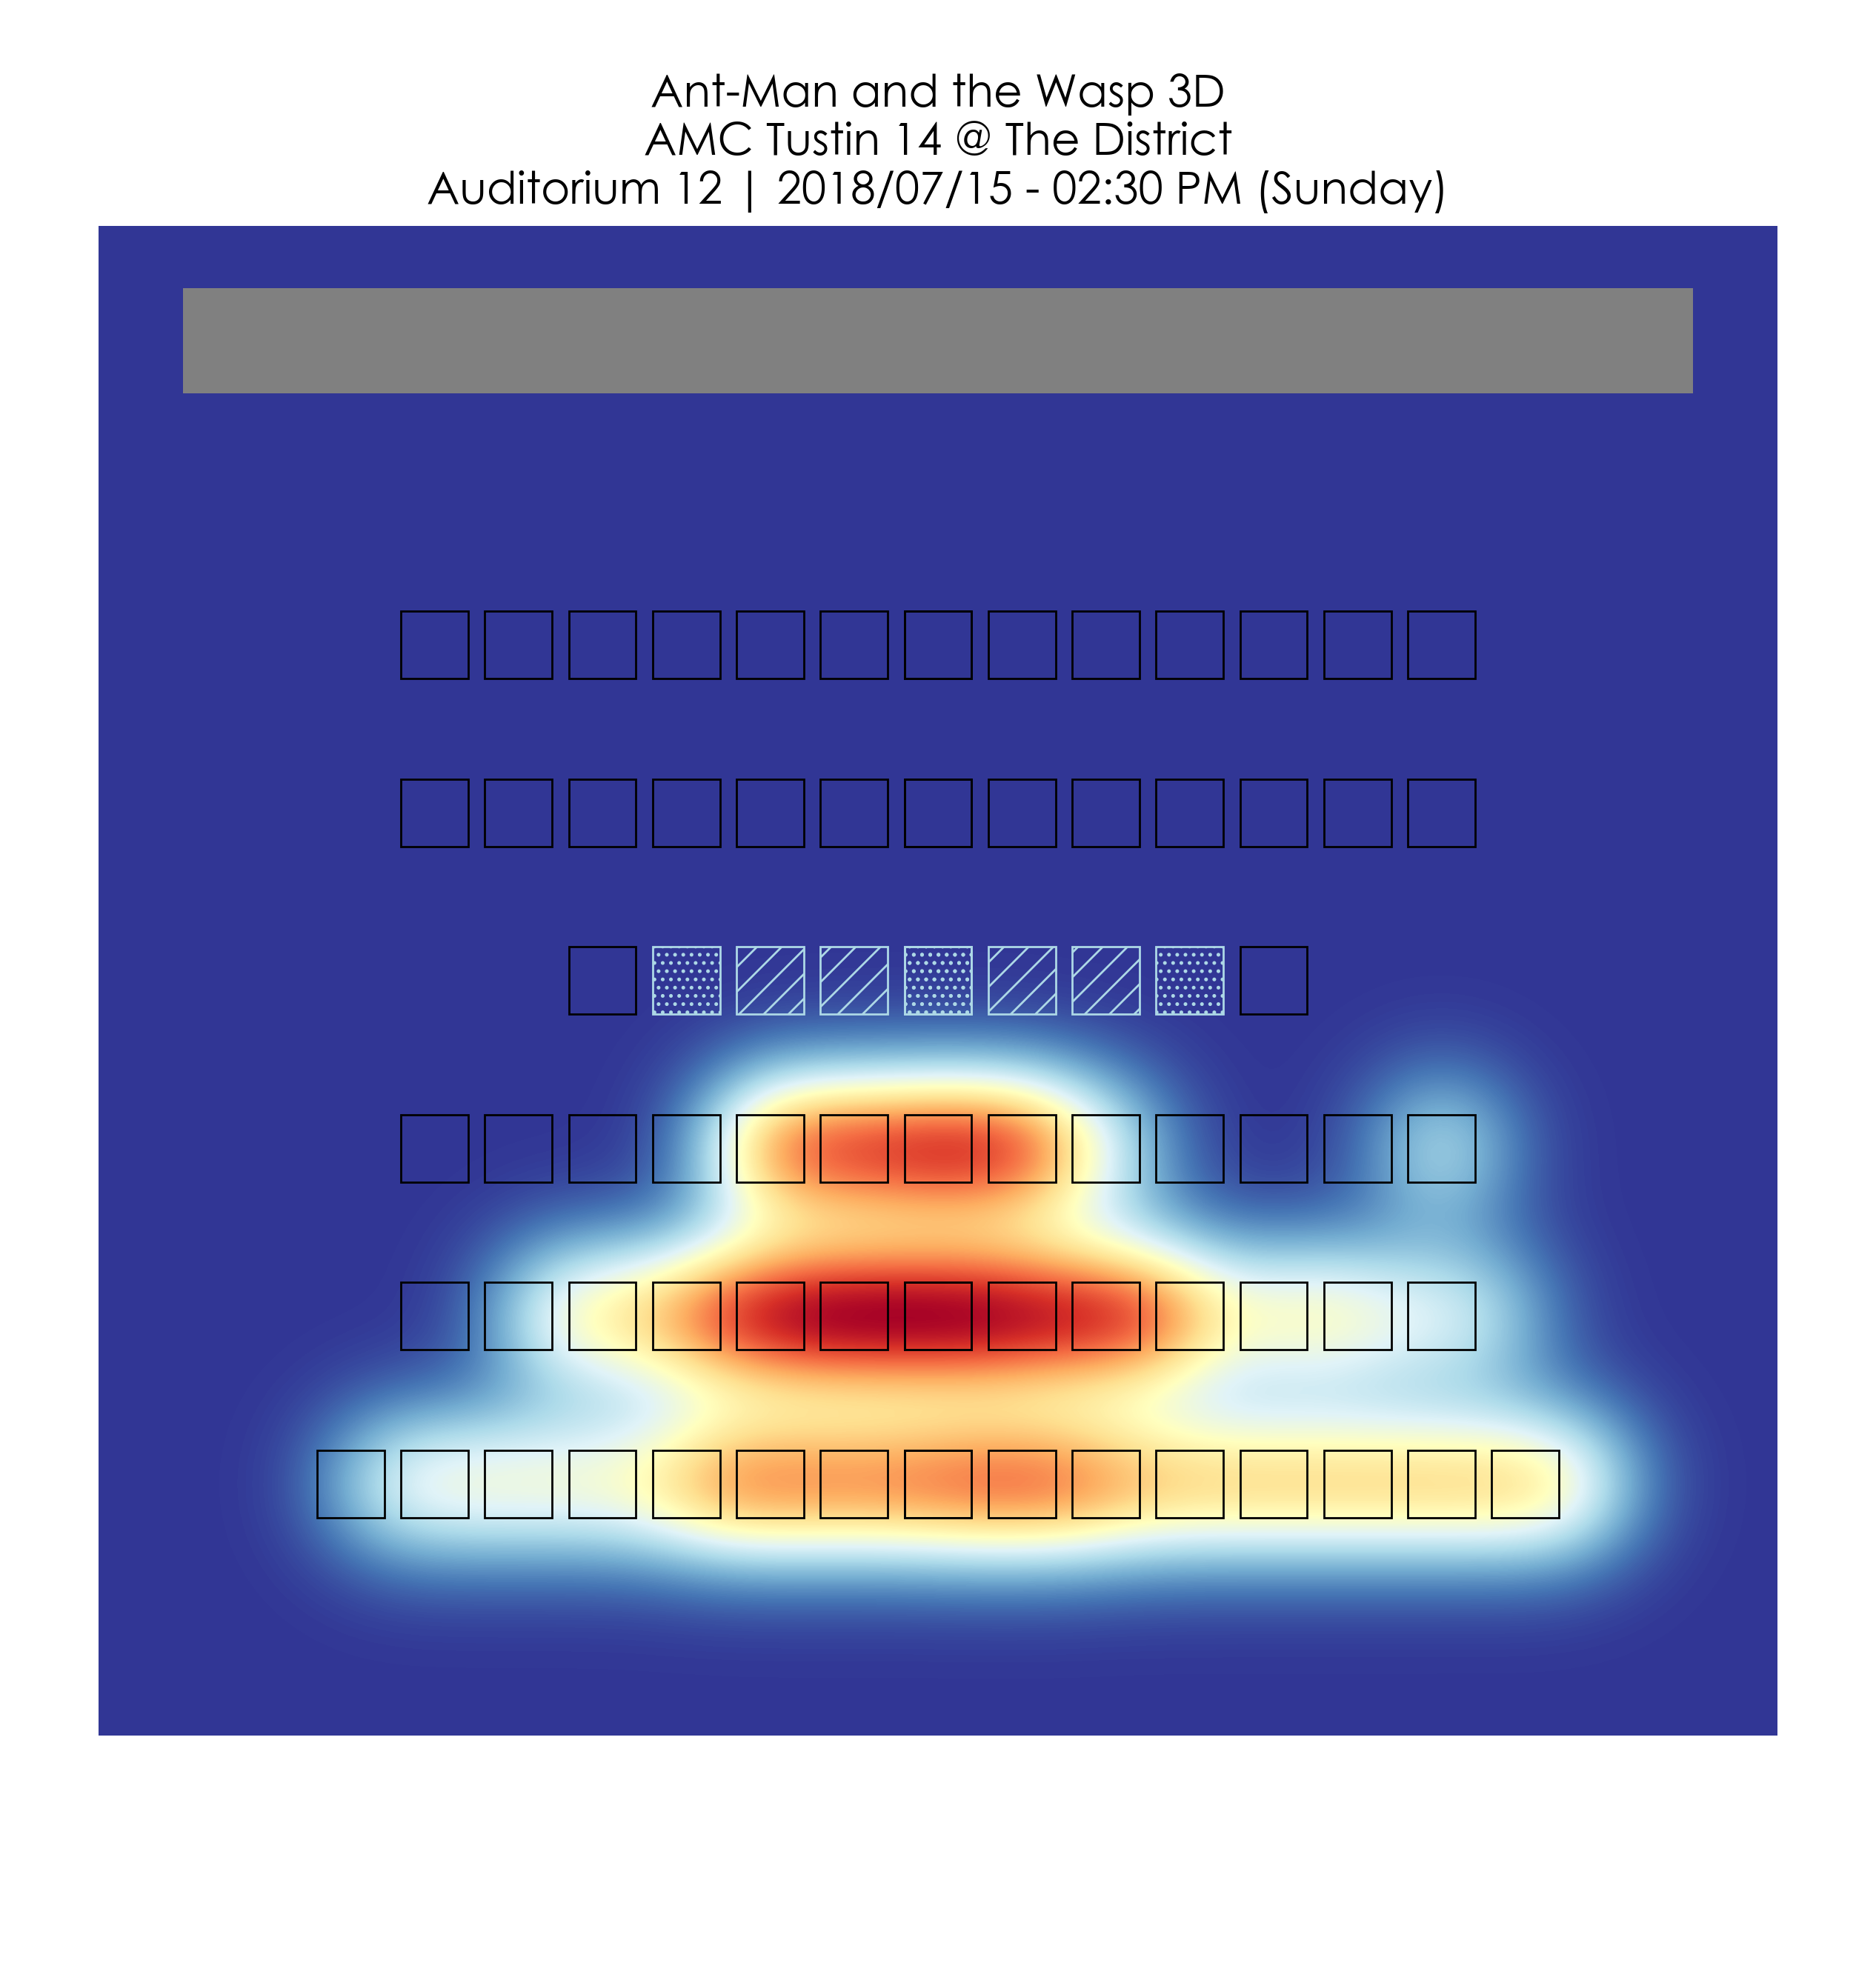 Ant-Man and the Wasp 3D
AMC Tustin 14 @ The District
Auditorium 12 | 2018/07/15 - 02:30 PM (Sunday)